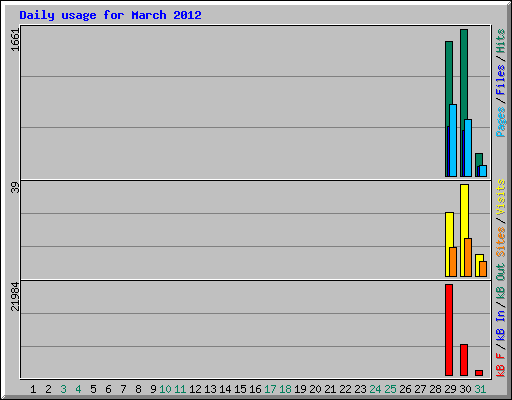 Daily usage for March 2012
1661
39
21984
Pages / Files / Hits
Sites / Visits
kB F / kB In / kB Out
1 2 3 4 5 6 7 8 9 10 11 12 13 14 15 16 17 18 19 20 21 22 23 24 25 26 27 28 29 30 31